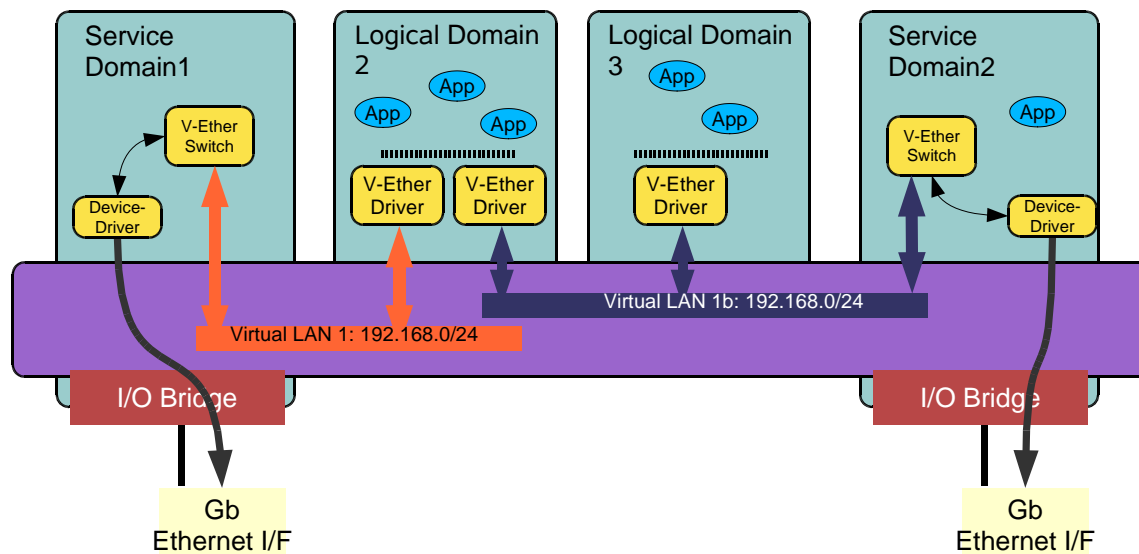 Service
Domain1
V-Ether
Switch
Device-
Driver
Logical Domain
2
App
App
App
V-Ether
Driver
V-Ether
Driver
Logical Domain
3
App
App
V-Ether
Driver
Service
Domain2
App
V-Ether
Switch
Device-
Driver
Virtual LAN 1b: 192.168.0/24
Virtual LAN 1: 192.168.0/24
I/O Bridge
I/O Bridge
Gb
Ethernet I/F
Gb
Ethernet I/F